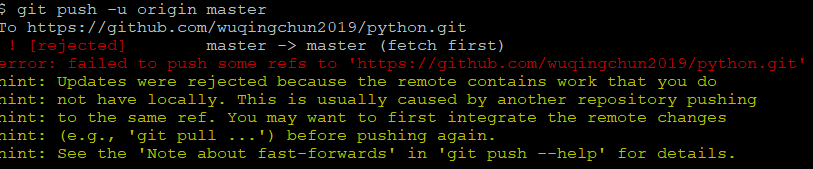 $ git push -u origin master
To https://github.com/wuqingchun2019/python.git
! [rejected]        master -> master (fetch first)
error: failed to push some refs to 'https://github.com/wuqingchun2019/python.git'
hint: Updates were rejected because the remote contains work that you do
hint: not have locally. This is usually caused by another repository pushing
hint: to the same ref. You may want to first integrate the remote changes
hint: (e.g., 'git pull ...') before pushing again.
hint: See the 'Note about fast-forwards' in 'git push --help' for details.